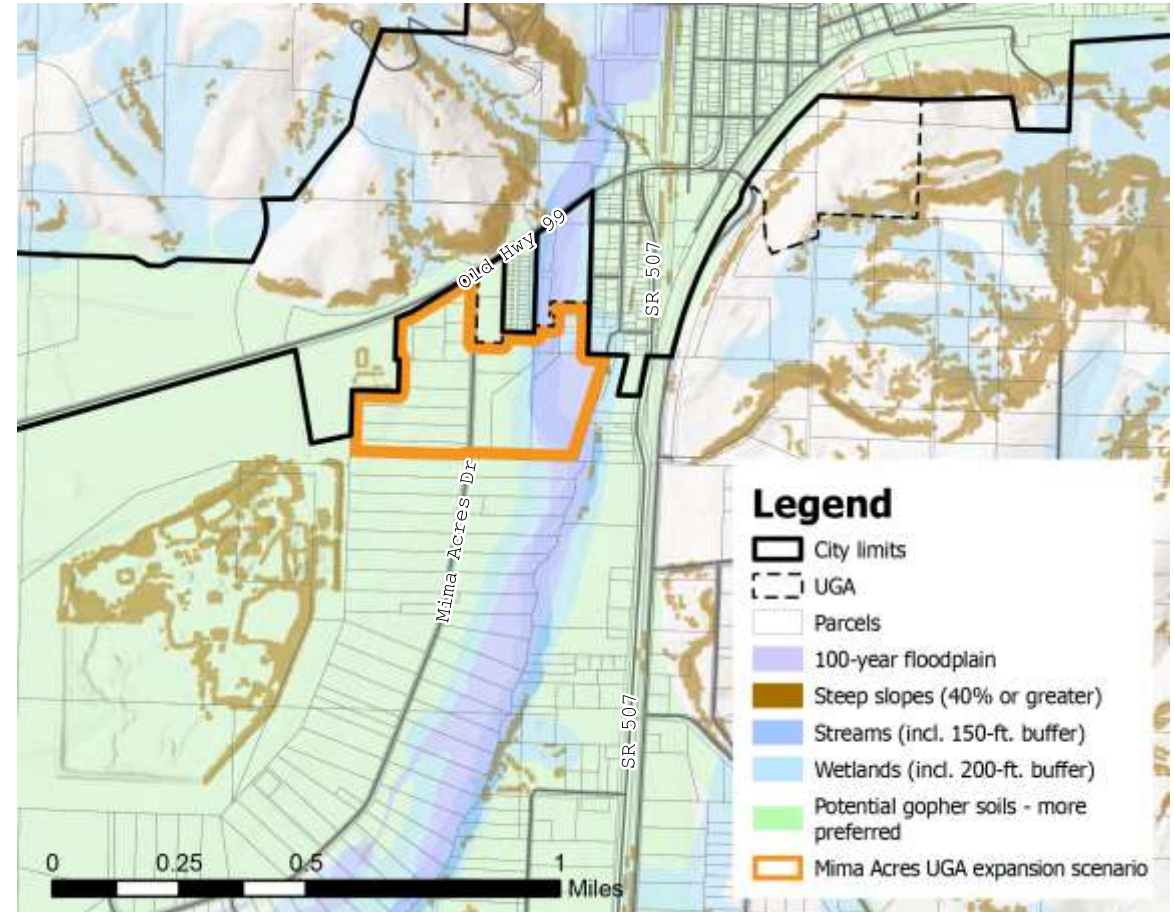 Old Hwy 99
SR 507
Mima Acres Dr
SR 507
Legend
City limits
UGA
Parcels
100-year floodplain
Steep slopes (40% or greater)
Streams (incl. 150-ft. buffer)
Wetlands (incl. 200-ft. buffer)
Potential gopher soils - more
preferred
Mima Acres UGA expansion scenario
0 0.25 0.5 1
Miles